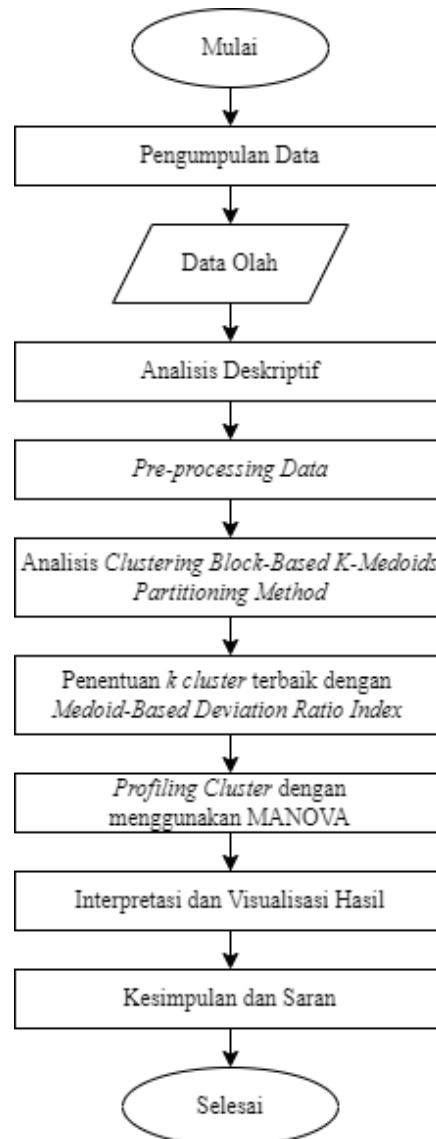 Mulai
Pengumpulan Data
Data Olah
Analisis Deskriptif
Pre-processing Data
Analisis Clustering Block-Based K-Medoids
Partitioning Method
Penentuan k cluster terbaik dengan
Medoid-Based Deviation Ratio Index
Profiling Cluster dengan
menggunakan MANOVA
Interpretasi dan Visualisasi Hasil
Kesimpulan dan Saran
Selesai